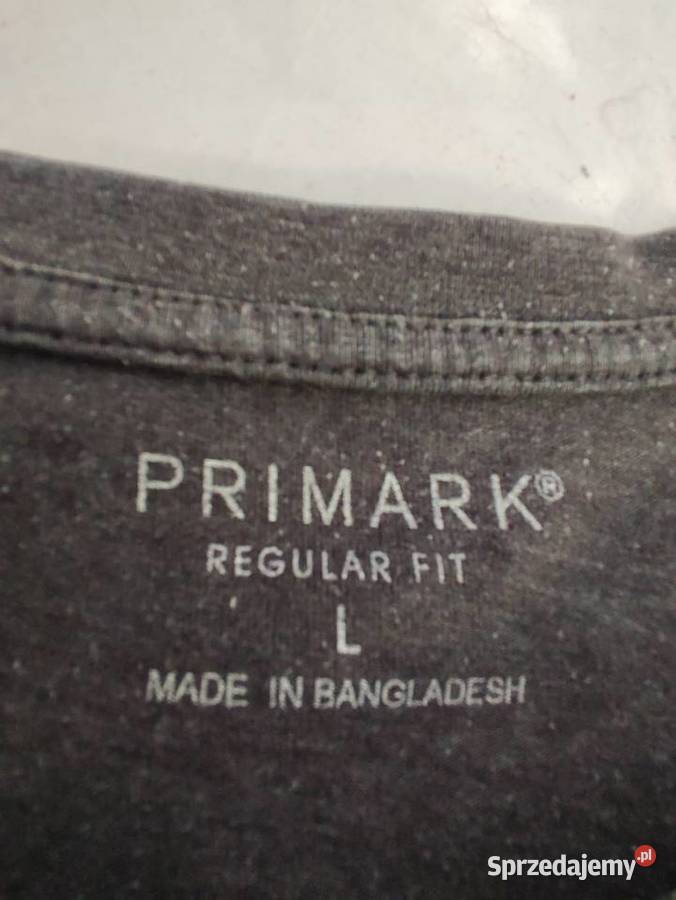 PRIMARK®
REGULAR FIT
L
MADE IN BANGLADESH
Sprzedajemy.pl